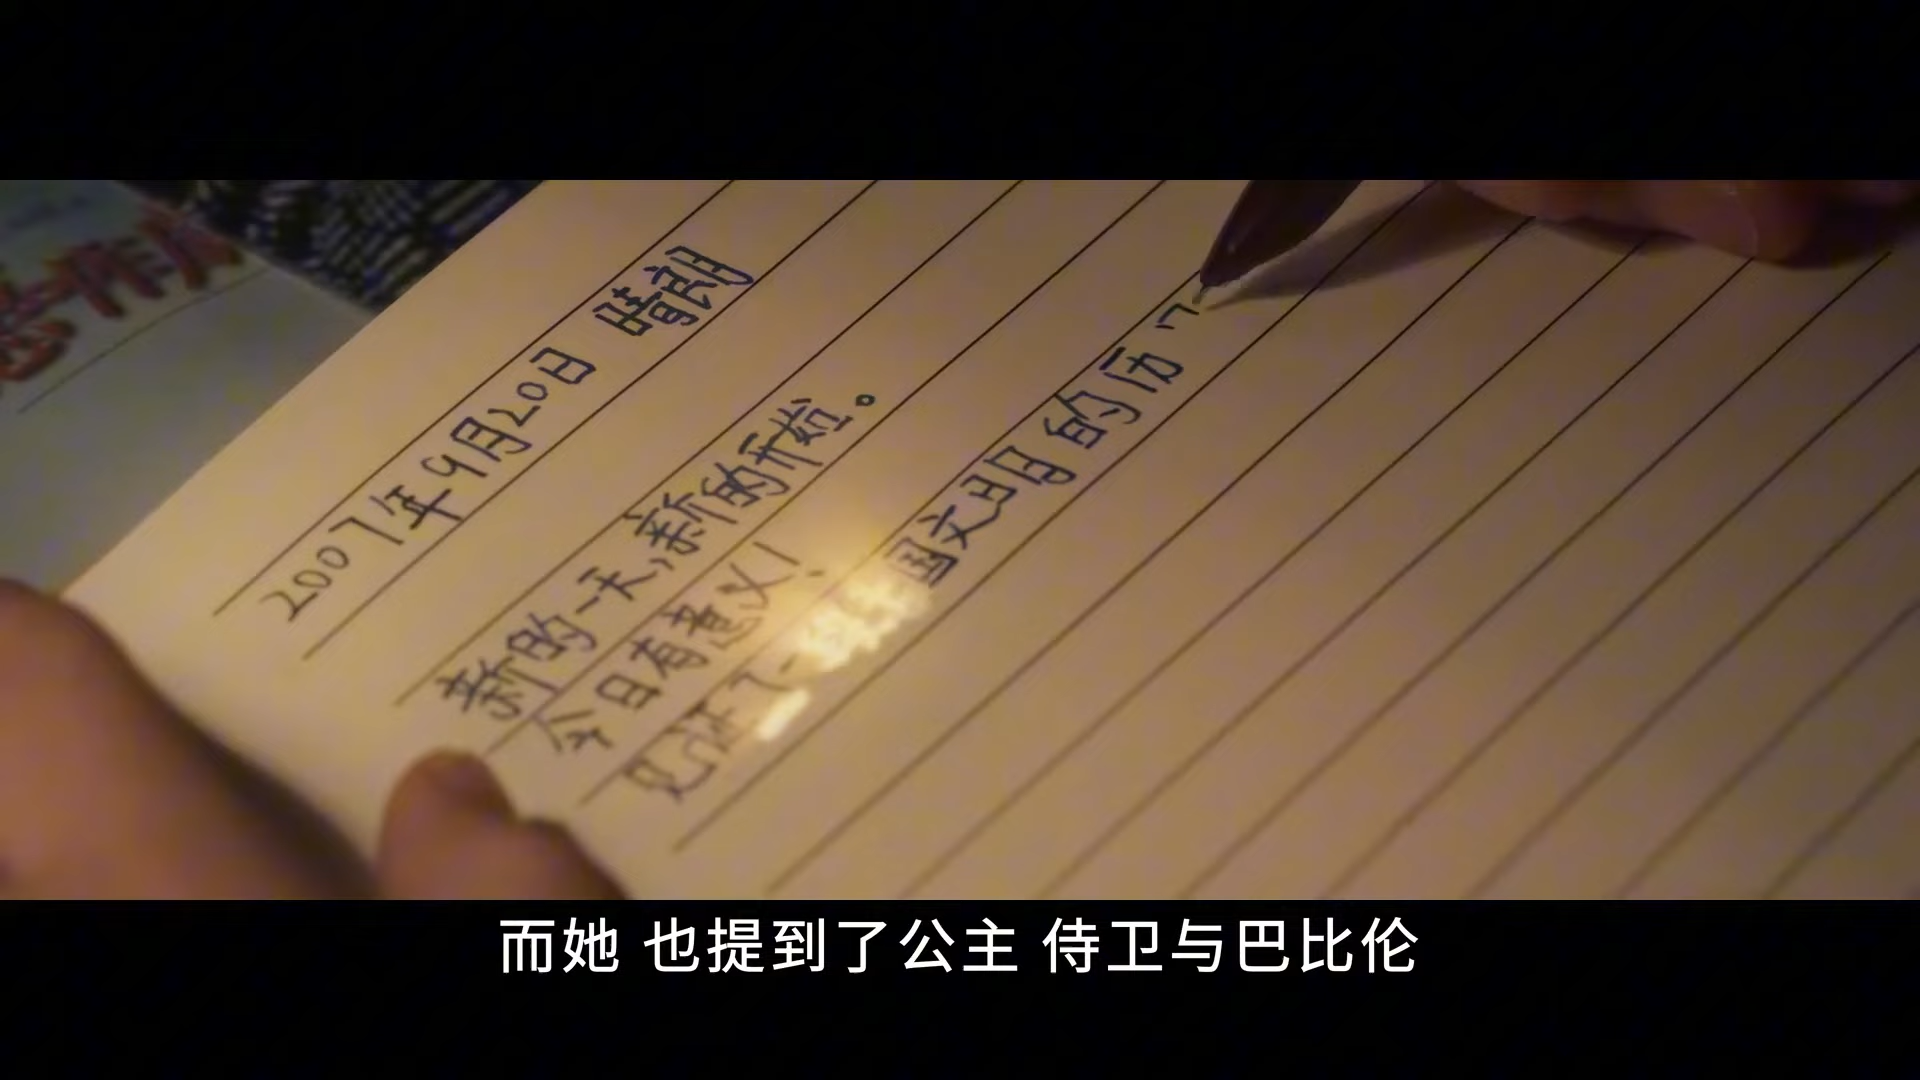 2007年9月20日 晴朗
新的一天,新的开始。
今日有意义!
见证了一 国文明的历
而她 也提到了公主 侍卫与巴比伦